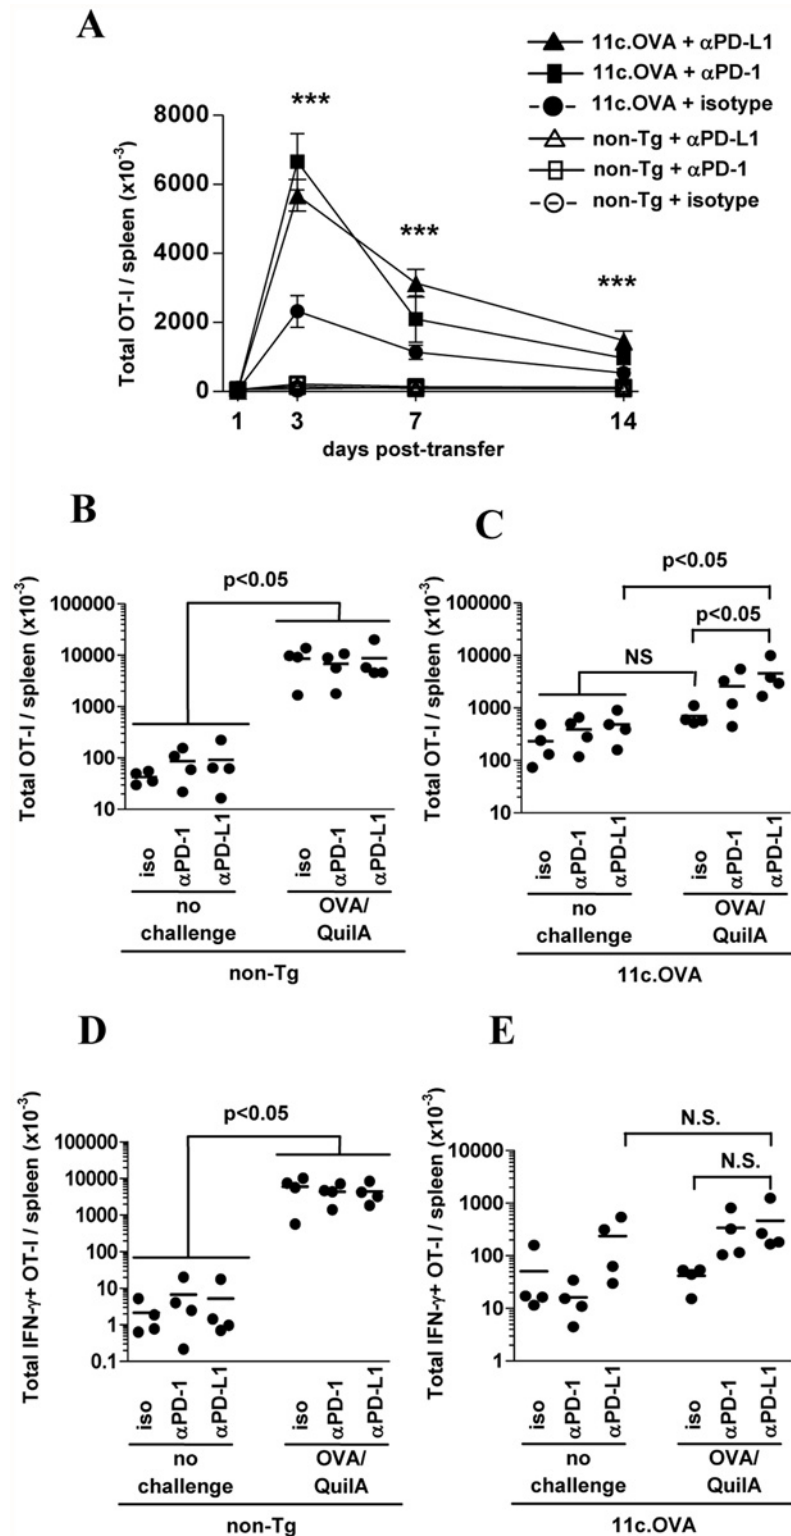 A
11c.OVA + αPD-L1
11c.OVA + αPD-1
11c.OVA + isotype
non-Tg + αPD-L1
non-Tg + αPD-1
non-Tg + isotype
Total OT-I / spleen (x10⁻³)
8000
6000
4000
2000
0
***
***
***
1 3 7 14
days post-transfer
B
p<0.05
Total OT-I / spleen (x10⁻³)
100000
10000
1000
100
10
iso αPD-1 αPD-L1 iso αPD-1 αPD-L1
no challenge
OVA/QuilA
non-Tg
C
p<0.05
p<0.05
NS
Total OT-I / spleen (x10⁻³)
100000
10000
1000
100
10
iso αPD-1 αPD-L1 iso αPD-1 αPD-L1
no challenge
OVA/QuilA
11c.OVA
D
p<0.05
Total IFN-γ+ OT-I / spleen (x10⁻³)
100000
10000
1000
100
10
1
0.1
iso αPD-1 αPD-L1 iso αPD-1 αPD-L1
no challenge
OVA/QuilA
non-Tg
E
N.S.
N.S.
Total IFN-γ+ OT-I / spleen (x10⁻³)
10000
1000
100
10
1
iso αPD-1 αPD-L1 iso αPD-1 αPD-L1
no challenge
OVA/QuilA
11c.OVA